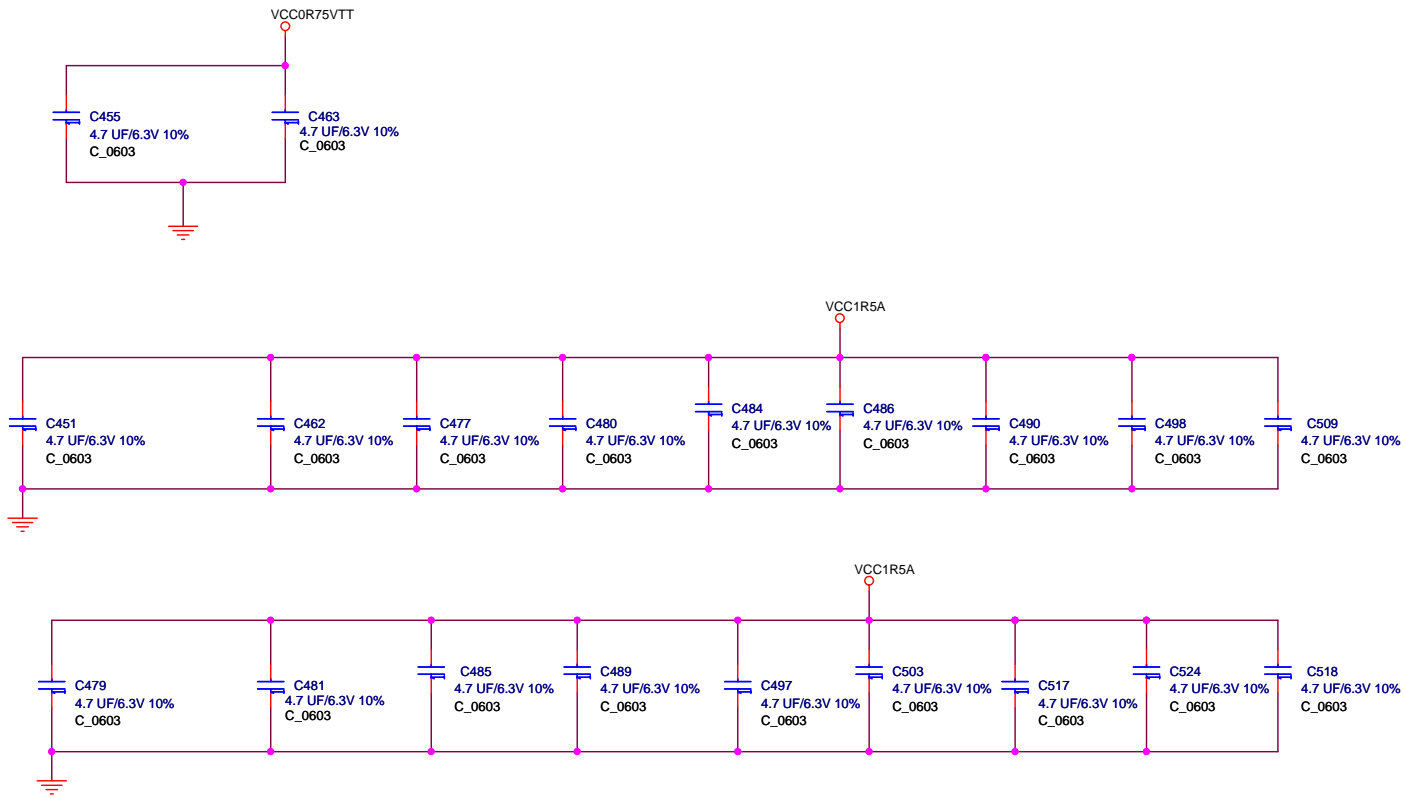 VCC0R75VTT
C455
4.7 UF/6.3V 10%
C_0603
C463
4.7 UF/6.3V 10%
C_0603
VCC1R5A
C451
4.7 UF/6.3V 10%
C_0603
C462
4.7 UF/6.3V 10%
C_0603
C477
4.7 UF/6.3V 10%
C_0603
C480
4.7 UF/6.3V 10%
C_0603
C484
4.7 UF/6.3V 10%
C_0603
C486
4.7 UF/6.3V 10%
C_0603
C490
4.7 UF/6.3V 10%
C_0603
C498
4.7 UF/6.3V 10%
C_0603
C509
4.7 UF/6.3V 10%
C_0603
VCC1R5A
C479
4.7 UF/6.3V 10%
C_0603
C481
4.7 UF/6.3V 10%
C_0603
C485
4.7 UF/6.3V 10%
C_0603
C489
4.7 UF/6.3V 10%
C_0603
C497
4.7 UF/6.3V 10%
C_0603
C503
4.7 UF/6.3V 10%
C_0603
C517
4.7 UF/6.3V 10%
C_0603
C524
4.7 UF/6.3V 10%
C_0603
C518
4.7 UF/6.3V 10%
C_0603